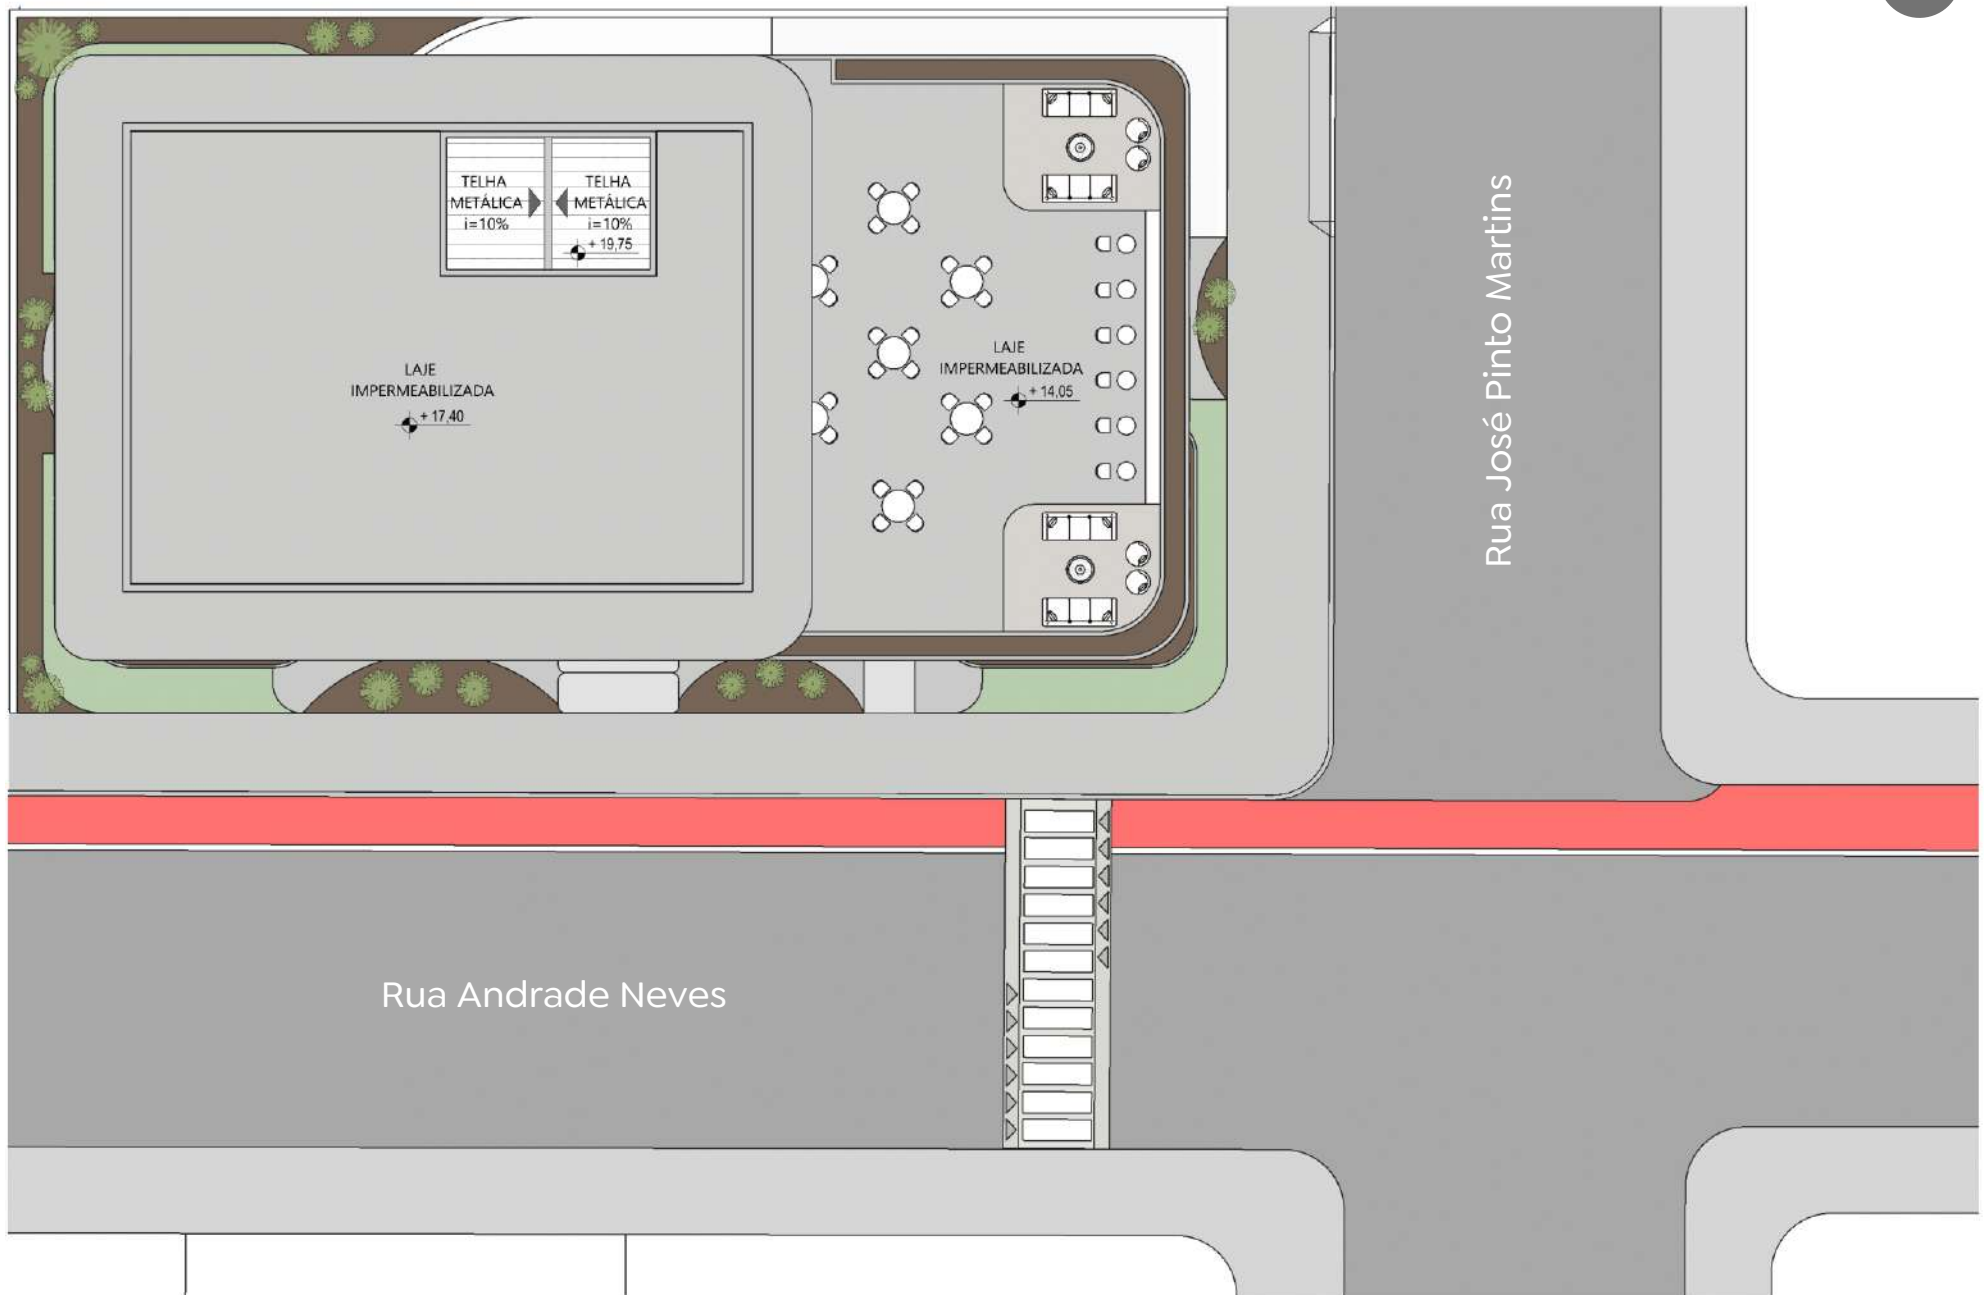 TELHA
METÁLICA
i=10%
TELHA
METÁLICA
i=10%
+ 19,75
LAJE
IMPERMEABILIZADA
+ 17,40
LAJE
IMPERMEABILIZADA
+ 14,05
Rua José Pinto Martins
Rua Andrade Neves